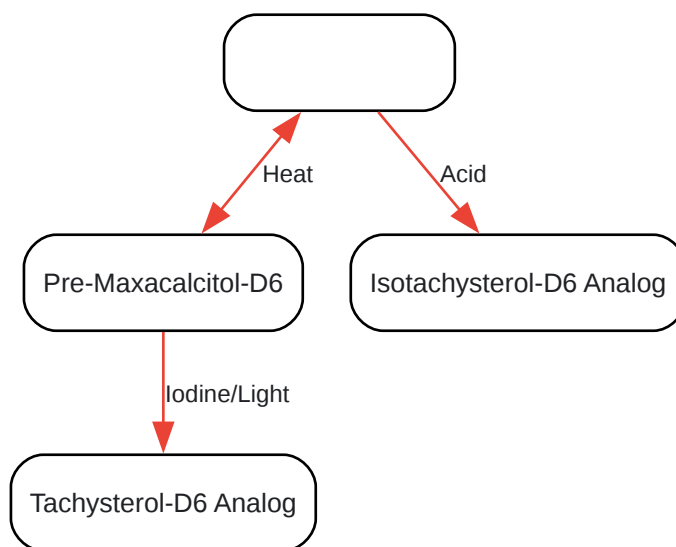 Heat
Acid
Pre-Maxacalcitol-D6
Isotachysterol-D6 Analog
Iodine/Light
Tachysterol-D6 Analog